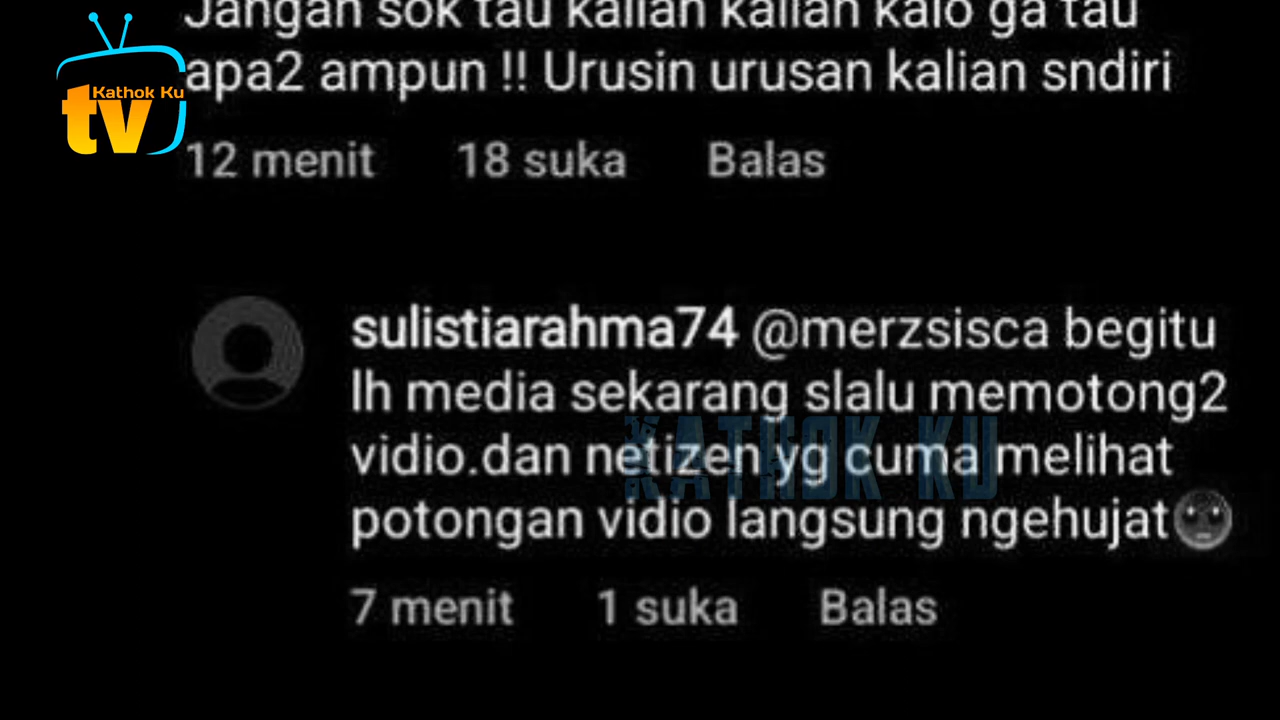 Jangan sok tau kalian kalian kalo ga tau
apa2 ampun !! Urusin urusan kalian sndiri
Kathok Ku
tv
12 menit 18 suka Balas
sulistiarahma74 @merzsisca begitu
lh media sekarang slalu memotong2
vidio.dan netizen yg cuma melihat
KATHOK KU
potongan vidio langsung ngehujat🙄
7 menit 1 suka Balas